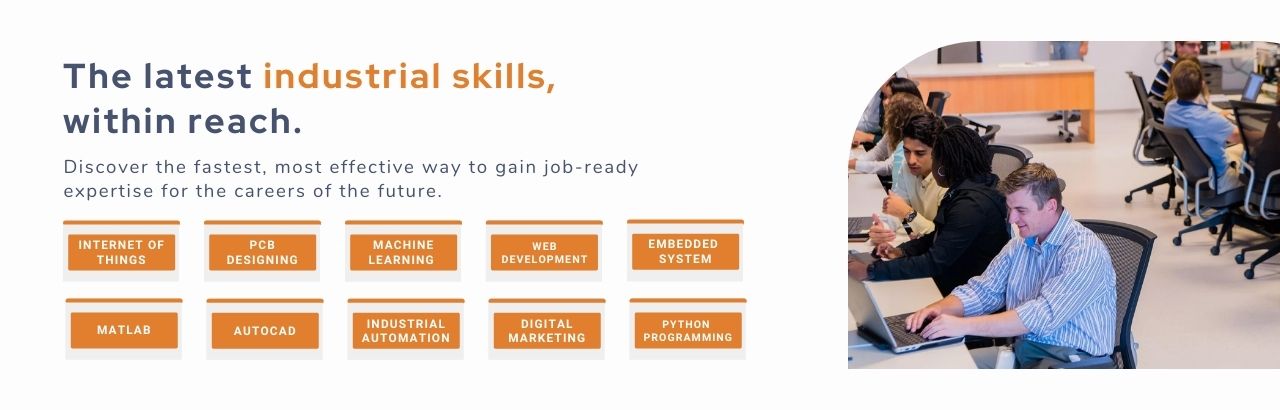 The latest industrial skills,
within reach.
Discover the fastest, most effective way to gain job-ready
expertise for the careers of the future.
INTERNET OF
THINGS
PCB
DESIGNING
MACHINE
LEARNING
WEB
DEVELOPMENT
EMBEDDED
SYSTEM
MATLAB
AUTOCAD
INDUSTRIAL
AUTOMATION
DIGITAL
MARKETING
PYTHON
PROGRAMMING